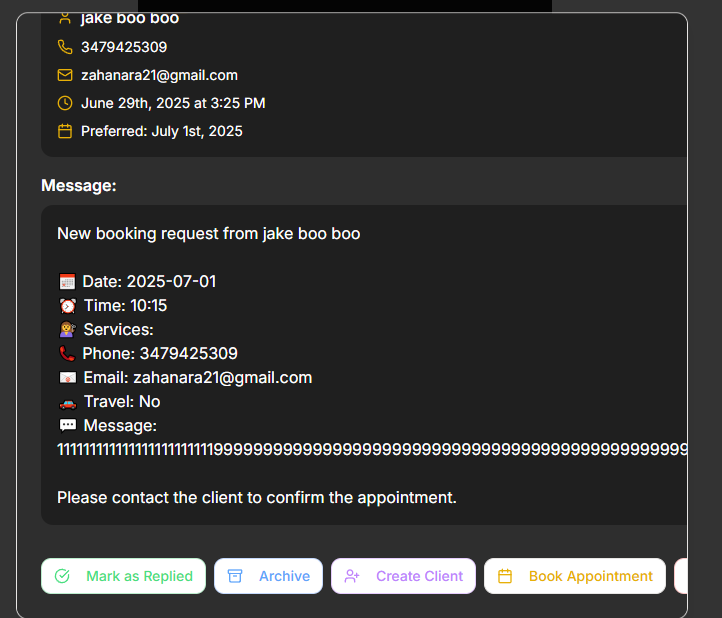 jake boo boo
3479425309
zahanara21@gmail.com
June 29th, 2025 at 3:25 PM
Preferred: July 1st, 2025
Message:
New booking request from jake boo boo
📅 Date: 2025-07-01
⏰ Time: 10:15
💇‍♀️ Services:
📞 Phone: 3479425309
📧 Email: zahanara21@gmail.com
🚗 Travel: No
💬 Message:
Please contact the client to confirm the appointment.
Mark as Replied
Archive
Create Client
Book Appointment